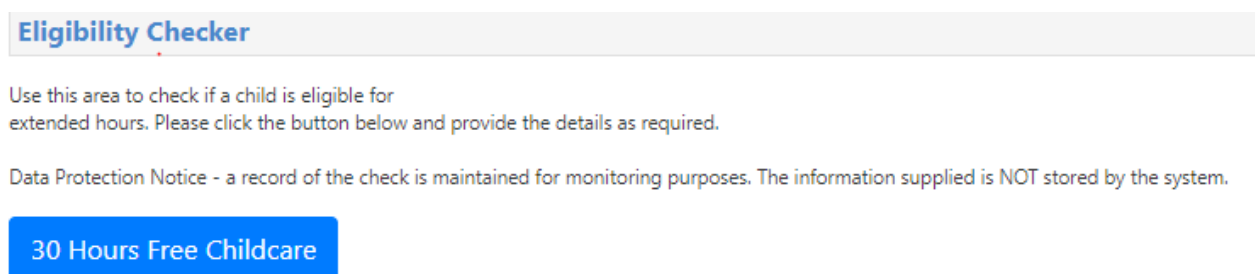 Eligibility Checker
Use this area to check if a child is eligible for
extended hours. Please click the button below and provide the details as required.
Data Protection Notice - a record of the check is maintained for monitoring purposes. The information supplied is NOT stored by the system.
30 Hours Free Childcare